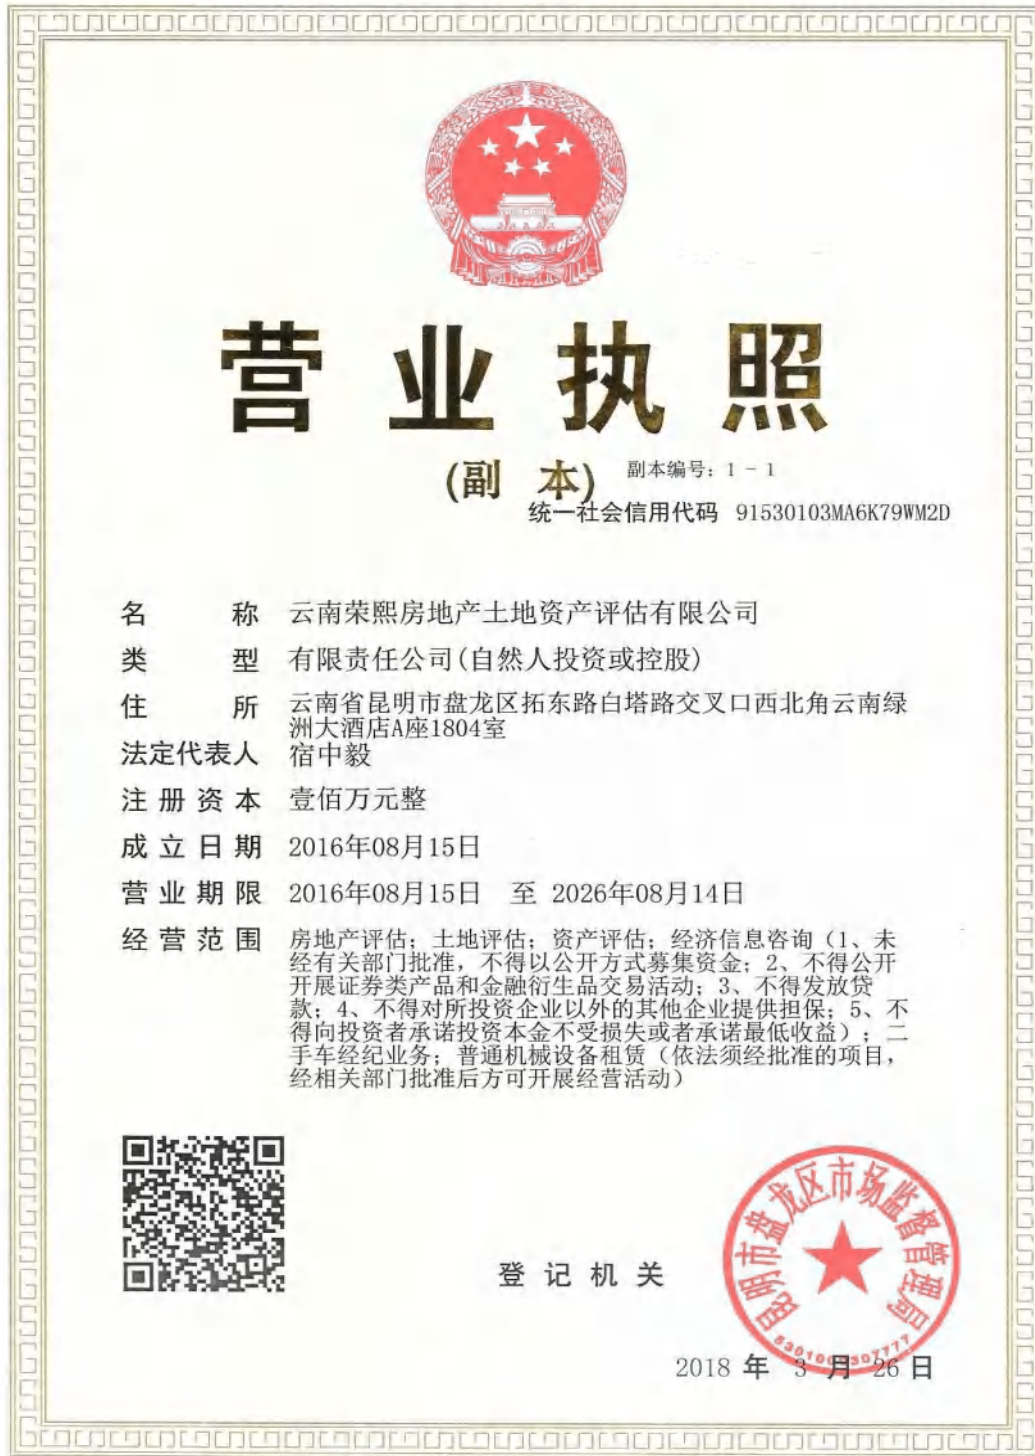 营业执照
(副 本) 副本编号：1 - 1
统一社会信用代码 91530103MA6K79WM2D
名 称 云南荣熙房地产土地资产评估有限公司
类 型 有限责任公司(自然人投资或控股)
住 所 云南省昆明市盘龙区拓东路白塔路交叉口西北角云南绿
洲大酒店A座1804室
法定代表人 宿中毅
注册资本 壹佰万元整
成立日期 2016年08月15日
营业期限 2016年08月15日 至 2026年08月14日
经营范围 房地产评估；土地评估；资产评估；经济信息咨询（1、未
经有关部门批准，不得以公开方式募集资金；2、不得公开
开展证券类产品和金融衍生品交易活动；3、不得发放贷
款；4、不得对所投资企业以外的其他企业提供担保；5、不
得向投资者承诺投资本金不受损失或者承诺最低收益）；二
手车经纪业务；普通机械设备租赁（依法须经批准的项目，
经相关部门批准后方可开展经营活动）
昆明市盘龙区市场监督管理局
登记机关
2018 年 3 月 26 日